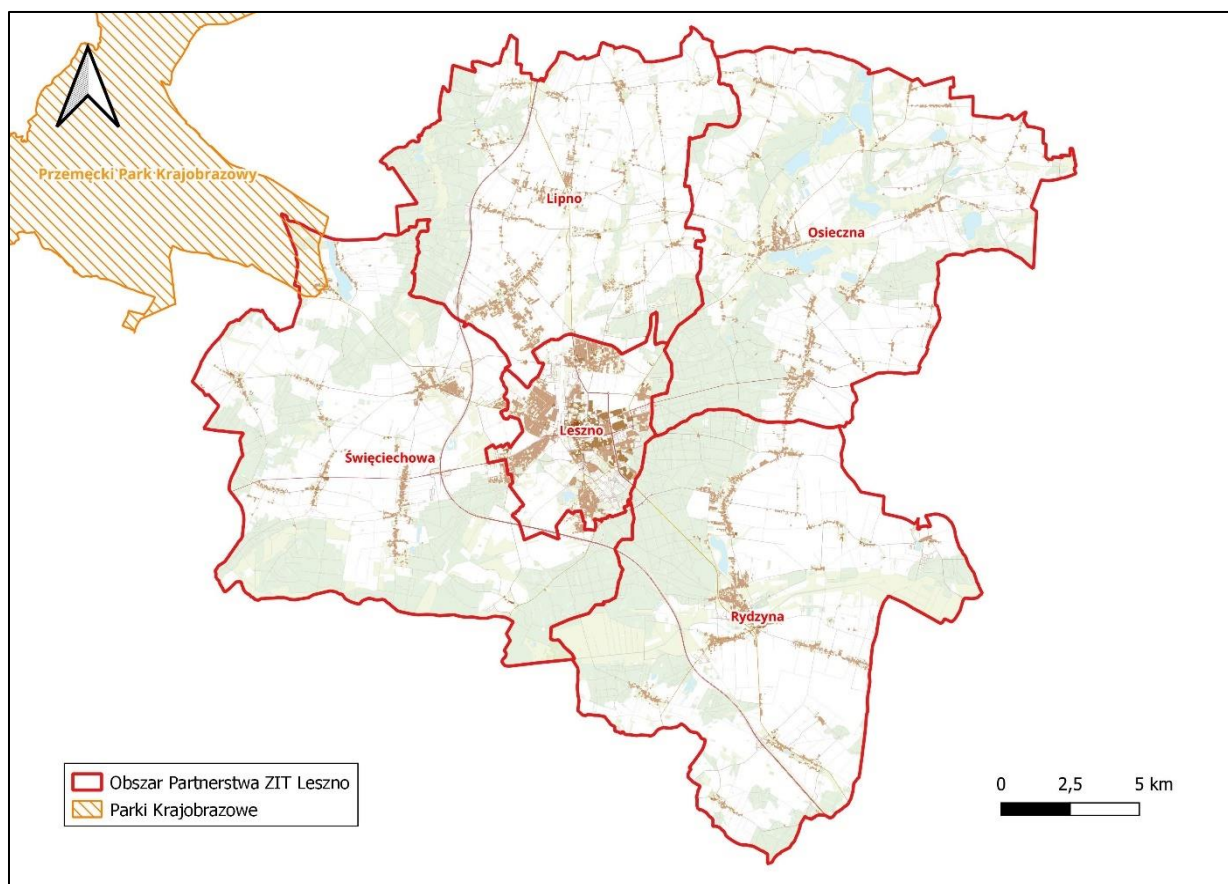 Przemęcki Park Krajobrazowy
Lipno
Osieczna
Leszno
Święciechowa
Rydzyna
Obszar Partnerstwa ZIT Leszno
Parki Krajobrazowe
0 2,5 5 km